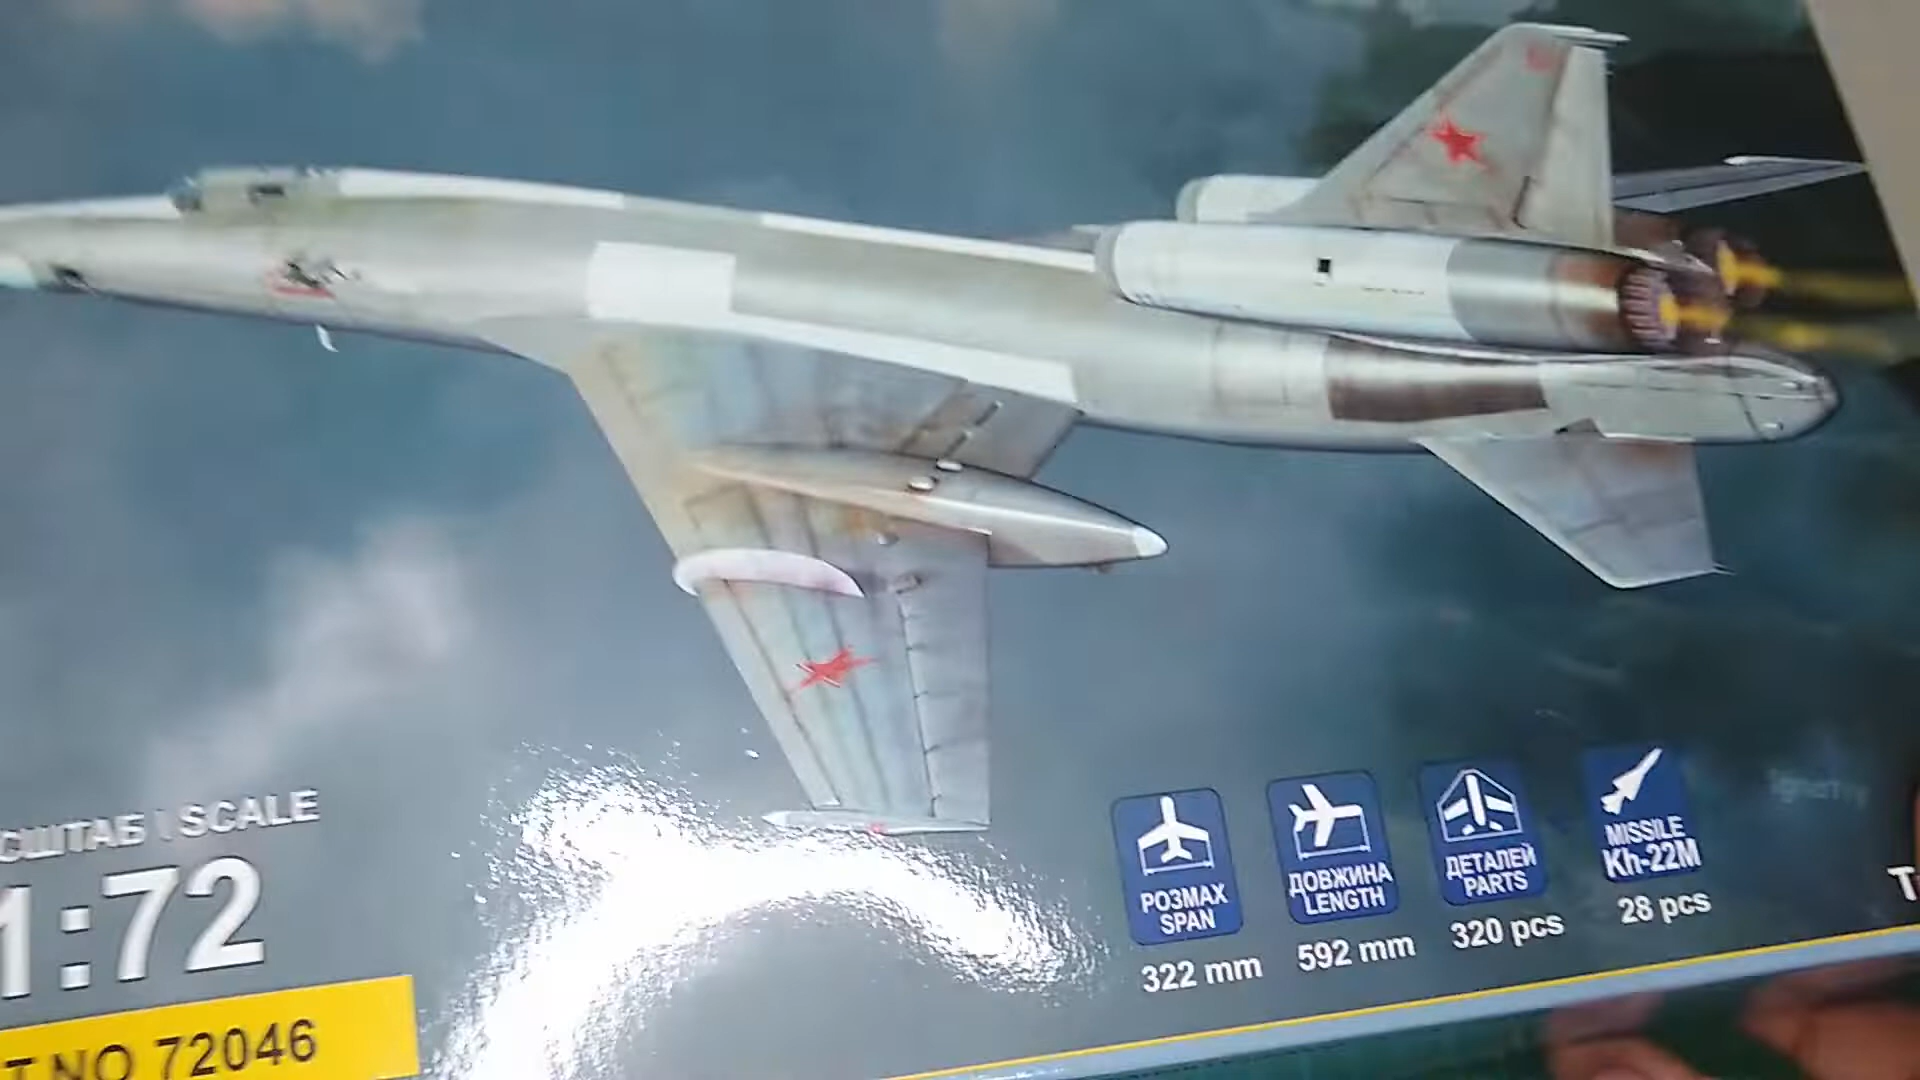 СШТАБ \ SCALE
1:72
T NO 72046
РОЗМАХ
SPAN
322 mm
ДОВЖИНА
LENGTH
592 mm
ДЕТАЛЕЙ
PARTS
320 pcs
MISSILE
Kh-22M
28 pcs